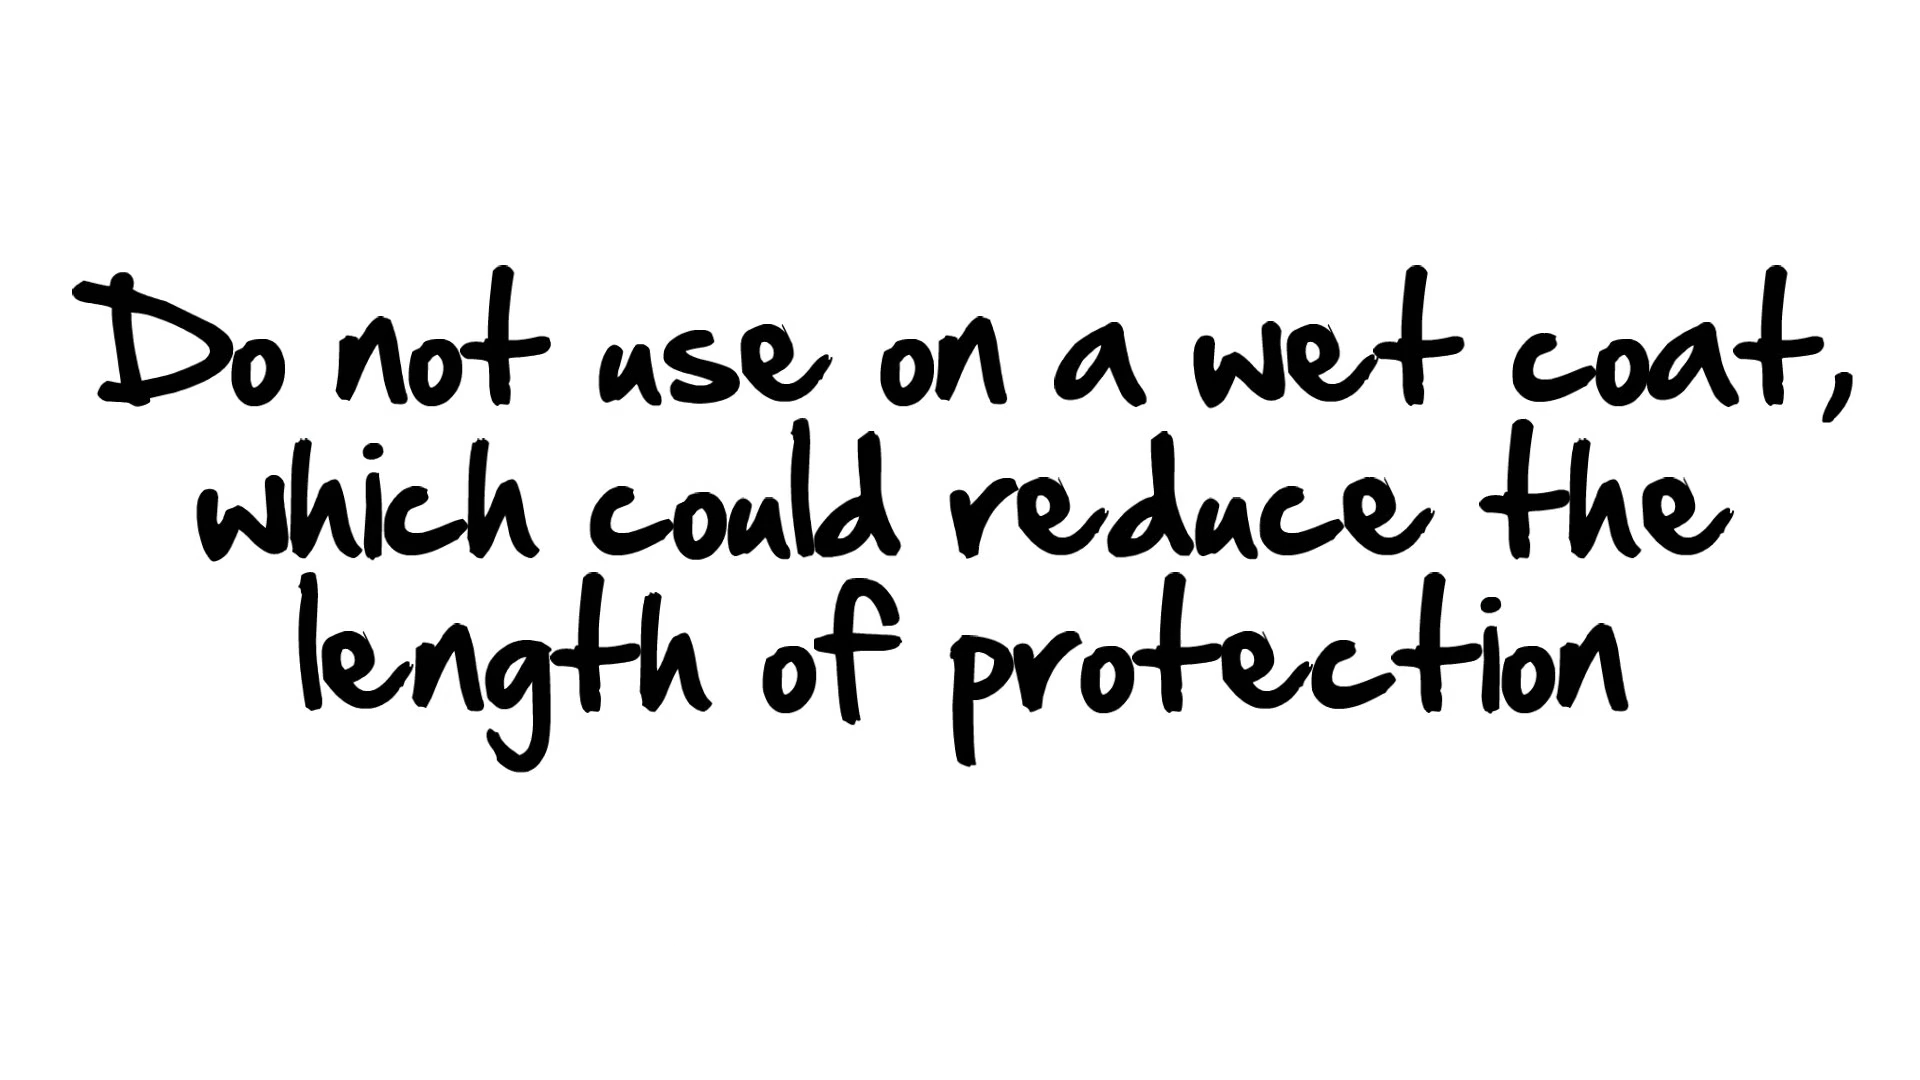 Do not use on a wet coat,
which could reduce the
length of protection